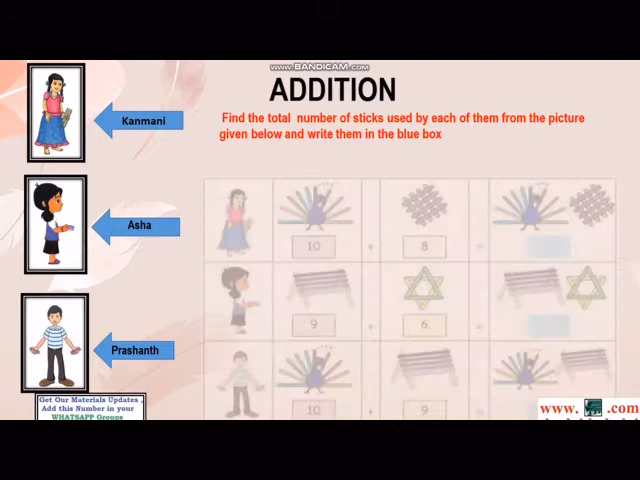 www.BANDICAM.com
ADDITION
Kanmani
Find the total number of sticks used by each of them from the picture
given below and write them in the blue box
Asha
10 + 8 =
9 + 6 =
Prashanth
10 + 9 =
Get Our Materials Updates ,
Add this Number in your
WHATSAPP Groups
www. .com